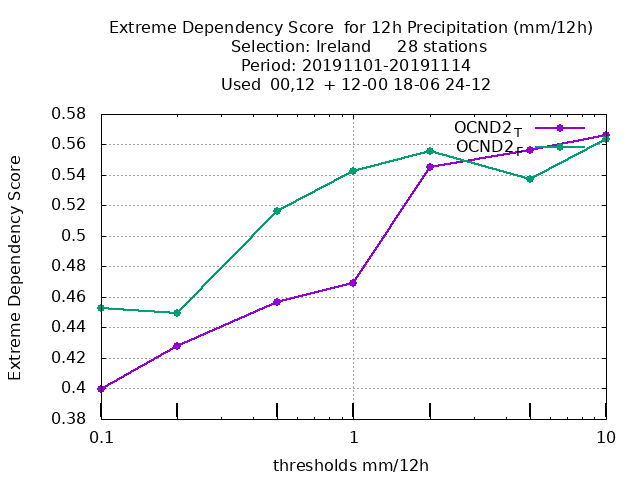 Extreme Dependency Score  for 12h Precipitation (mm/12h)
Selection: Ireland     28 stations
Period: 20191101-20191114
Used  00,12  + 12-00 18-06 24-12
Extreme Dependency Score
0.58
0.56
0.54
0.52
0.5
0.48
0.46
0.44
0.42
0.4
0.38
OCND2T
OCND2F
0.1
1
10
thresholds mm/12h